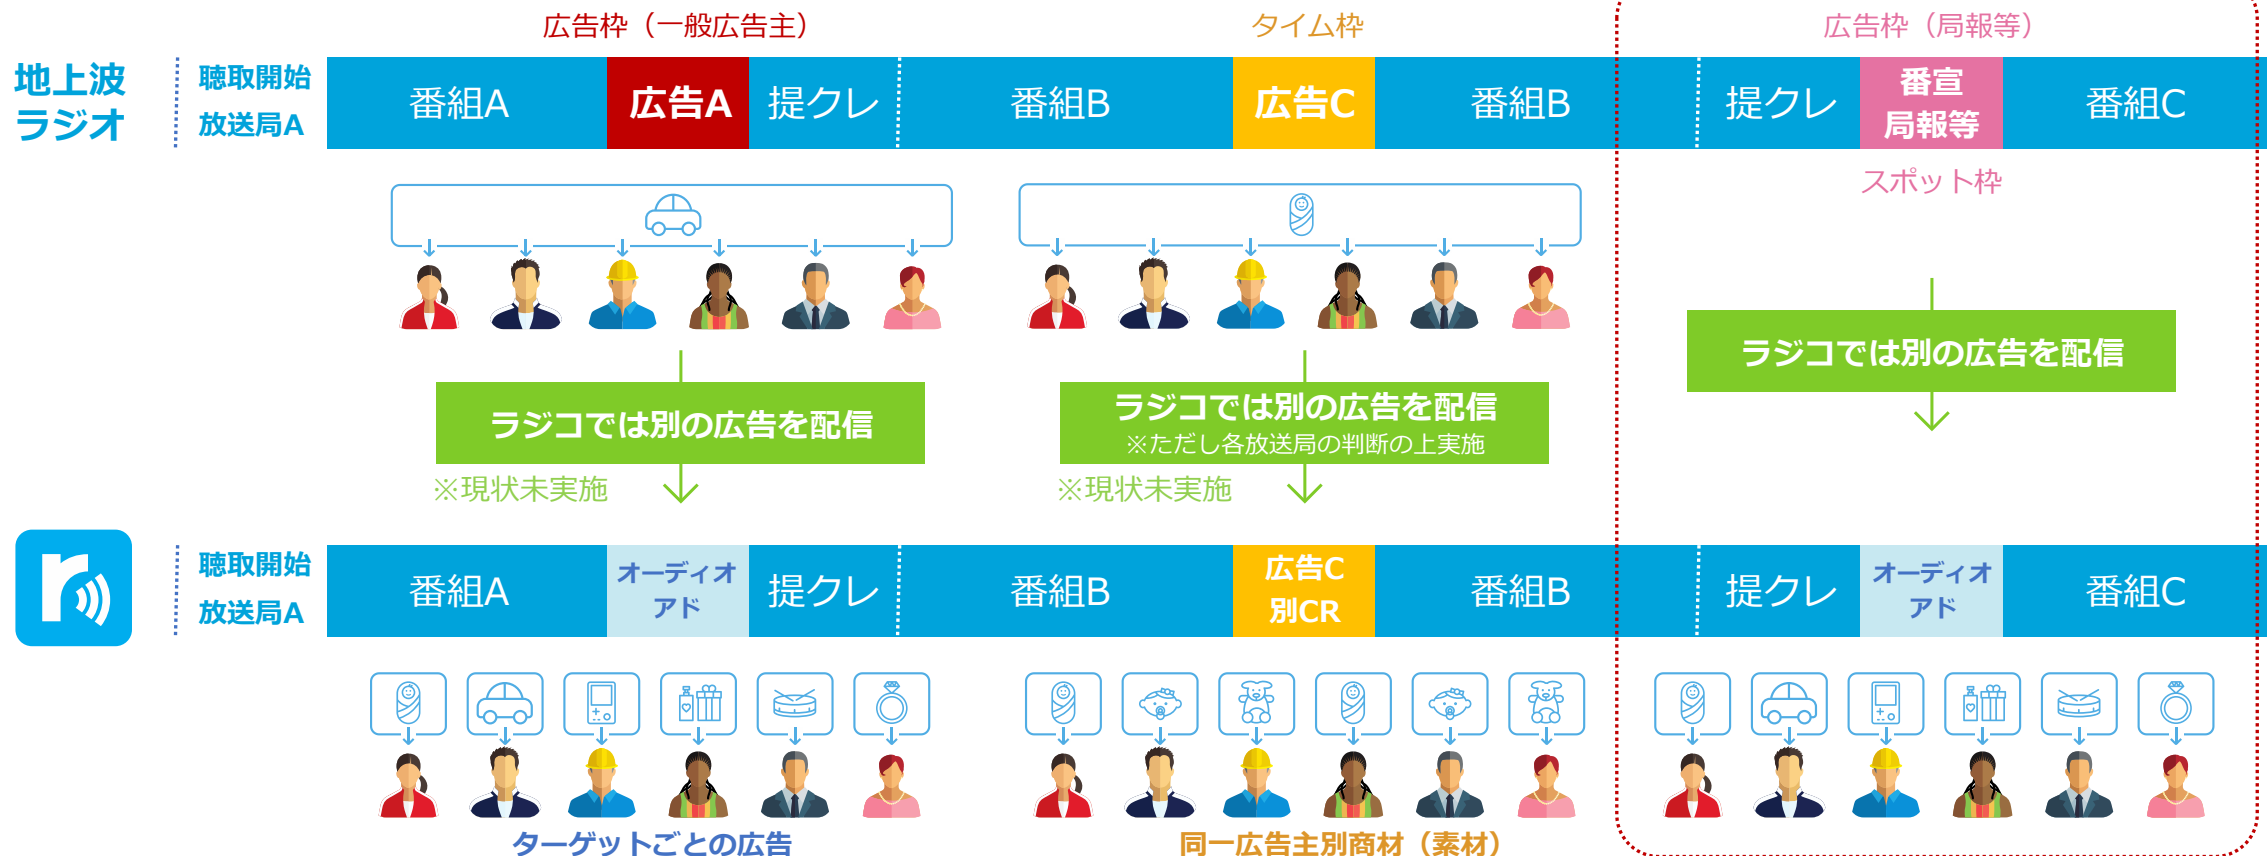 広告枠（一般広告主）
タイム枠
広告枠（局報等）
地上波
ラジオ
聴取開始
放送局A
番組A
広告A
提クレ
番組B
広告C
番組B
提クレ
番宣
局報等
番組C
スポット枠
ラジコでは別の広告を配信
※現状未実施
ラジコでは別の広告を配信
※ただし各放送局の判断の上実施
※現状未実施
ラジコでは別の広告を配信
r
聴取開始
放送局A
番組A
オーディオ
アド
提クレ
番組B
広告C
別CR
番組B
提クレ
オーディオ
アド
番組C
ターゲットごとの広告
同一広告主別商材（素材）